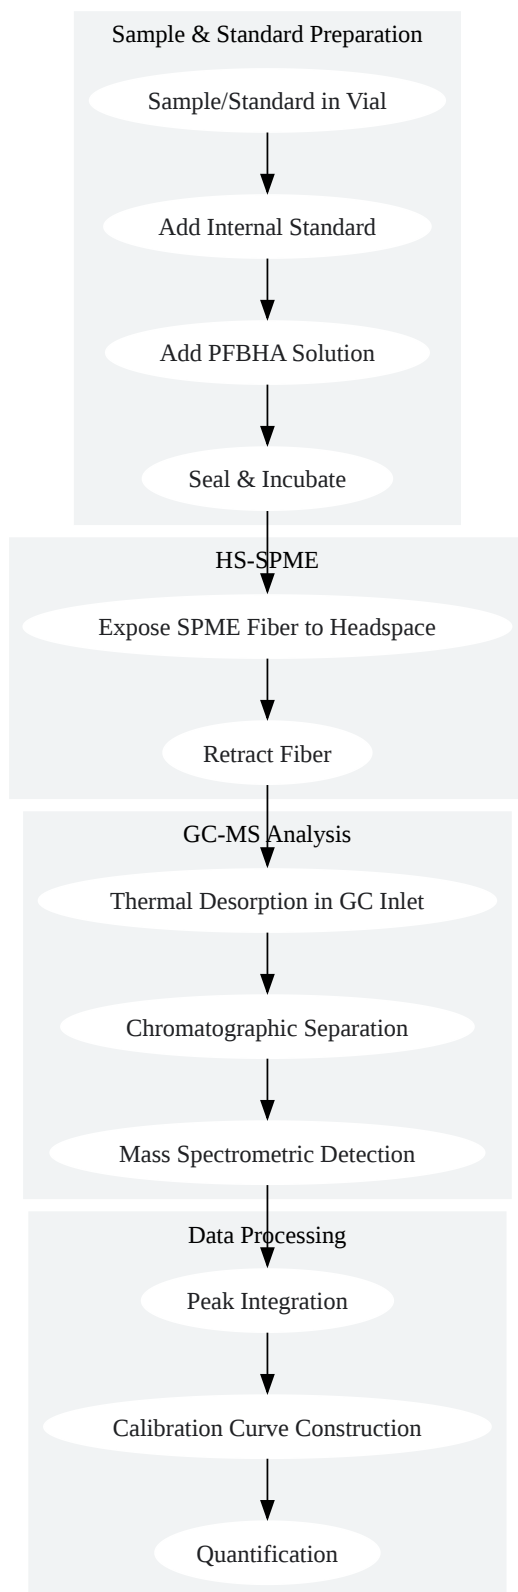 Sample & Standard Preparation
Sample/Standard in Vial
Add Internal Standard
Add PFBHA Solution
Seal & Incubate
HS-SPME
Expose SPME Fiber to Headspace
Retract Fiber
GC-MS Analysis
Thermal Desorption in GC Inlet
Chromatographic Separation
Mass Spectrometric Detection
Data Processing
Peak Integration
Calibration Curve Construction
Quantification